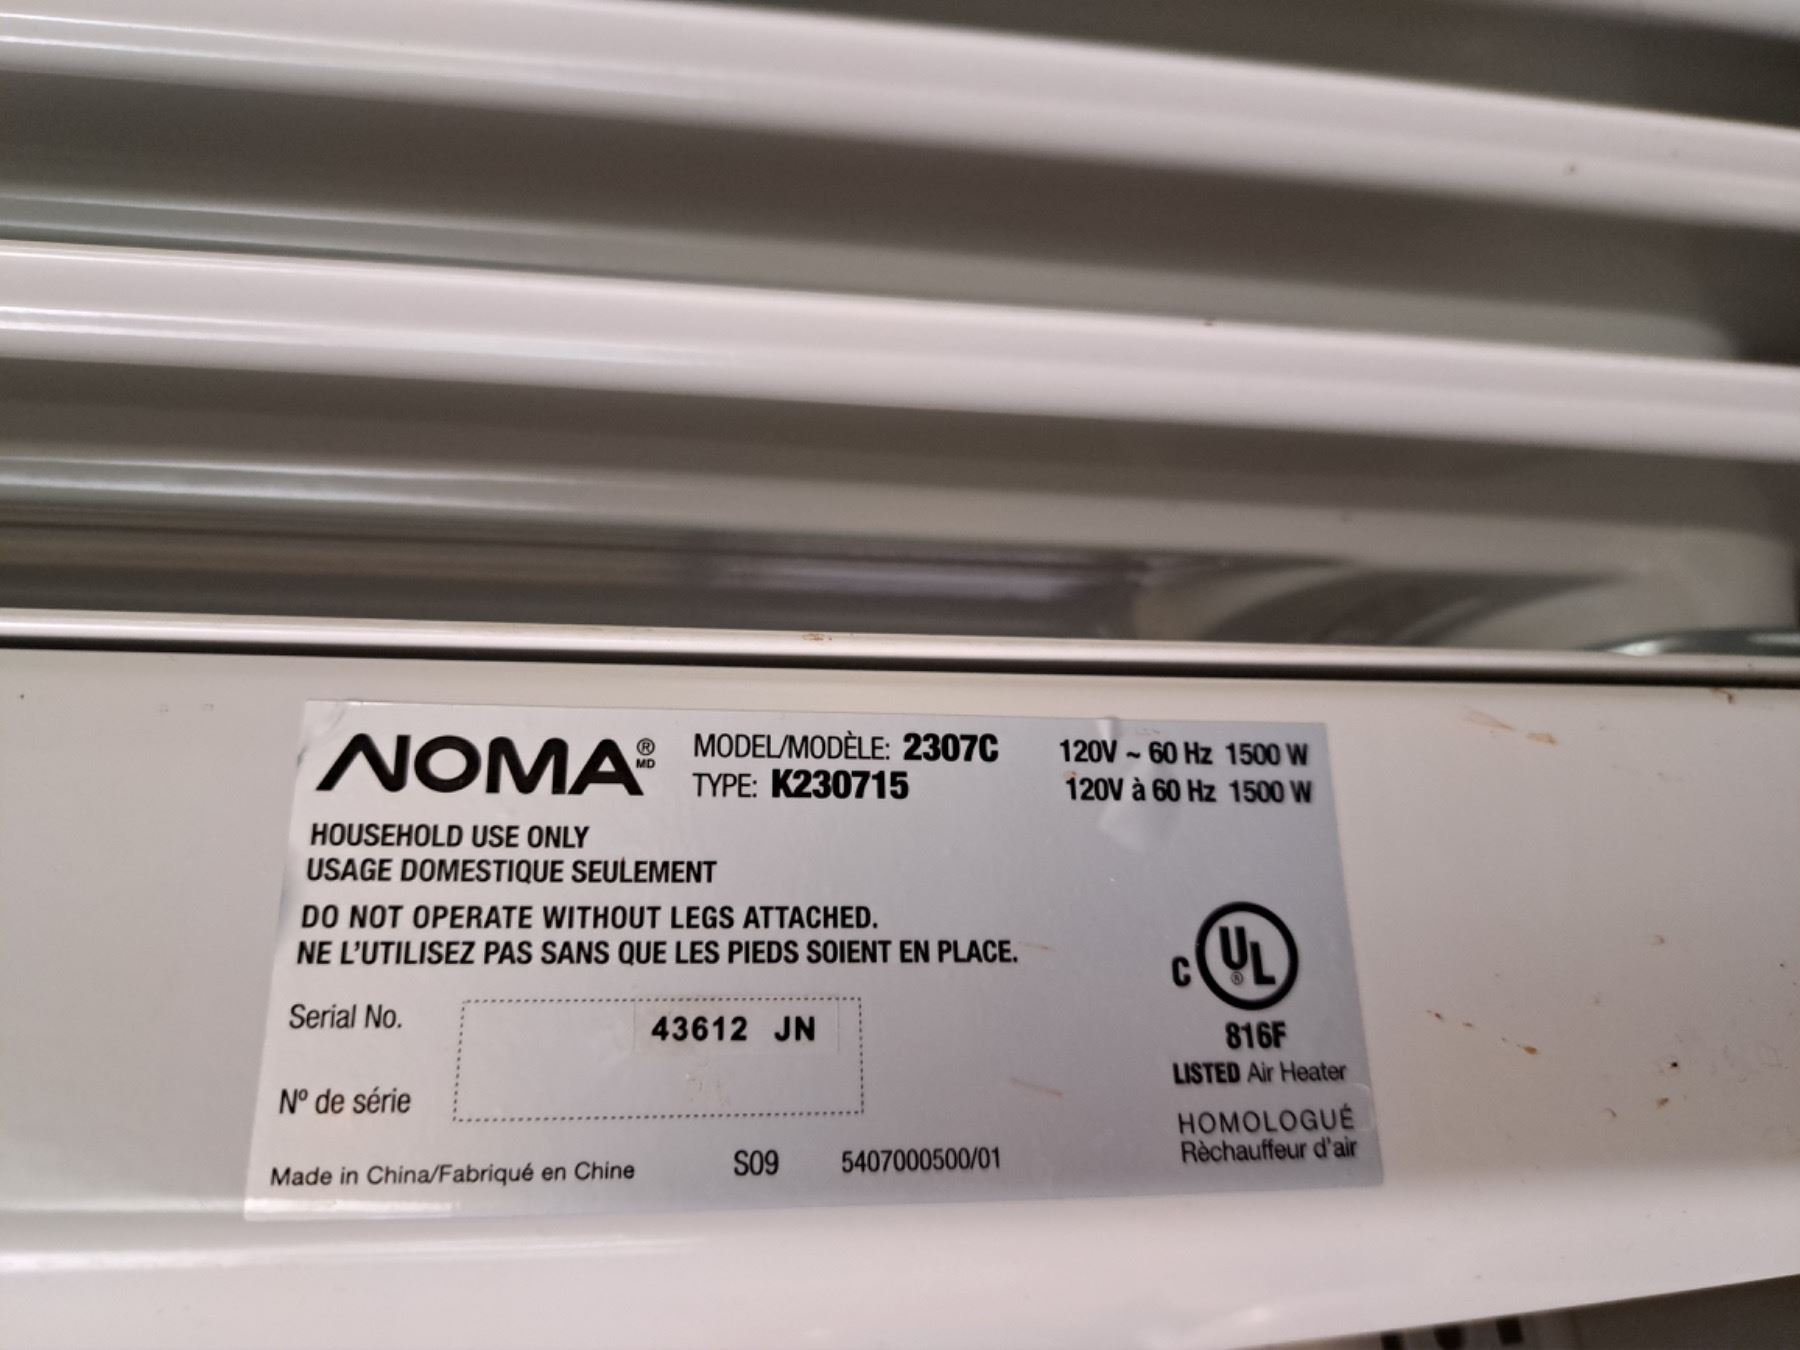 NOMA® MD
MODEL/MODÈLE: 2307C
TYPE: K230715
120V ~ 60 Hz 1500 W
120V à 60 Hz 1500 W
HOUSEHOLD USE ONLY
USAGE DOMESTIQUE SEULEMENT
DO NOT OPERATE WITHOUT LEGS ATTACHED.
NE L'UTILISEZ PAS SANS QUE LES PIEDS SOIENT EN PLACE.
Serial No.
43612 JN
Nº de série
Made in China/Fabriqué en Chine
S09
5407000500/01
C UL®
816F
LISTED Air Heater
HOMOLOGUÉ
Rèchauffeur d'air